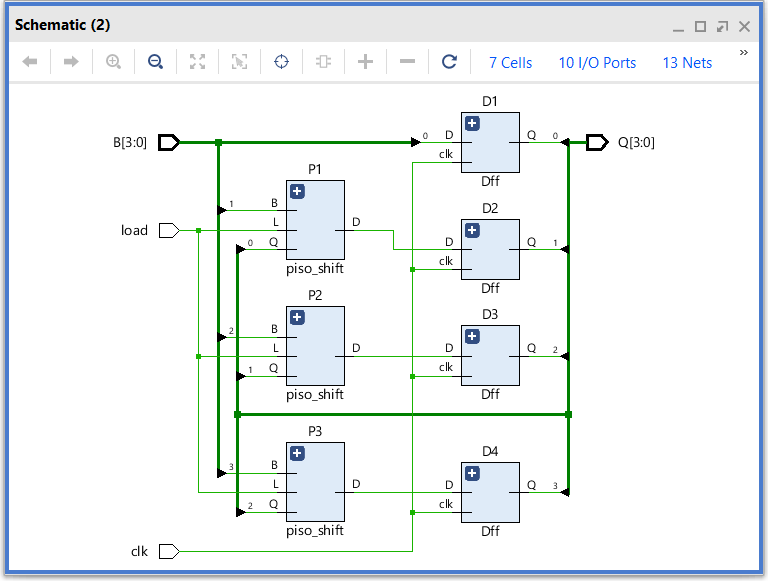 Schematic (2)
7 Cells 10 I/O Ports 13 Nets »
D1
B[3:0] 0 D Q 0 Q[3:0]
clk
P1 Dff
1 B D2
load L D
0 Q D Q 1
piso_shift clk
Dff
P2 D3
2 B
L D D Q 2
1 Q clk
piso_shift Dff
P3 D4
3 B
L D D Q 3
2 Q clk
piso_shift Dff
clk